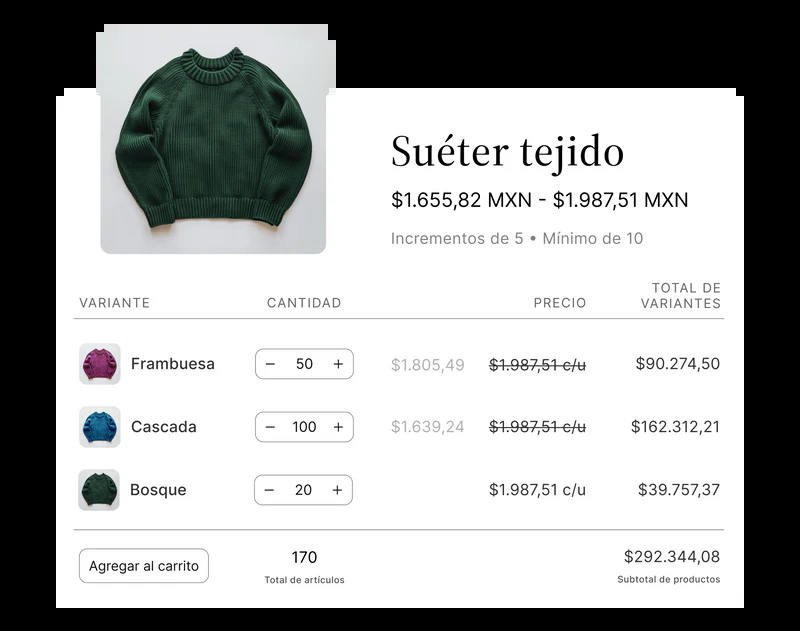 Suéter tejido
$1.655,82 MXN - $1.987,51 MXN
Incrementos de 5 • Mínimo de 10
VARIANTE CANTIDAD PRECIO TOTAL DE VARIANTES
Frambuesa − 50 + $1.805,49 $1.987,51 c/u $90.274,50
Cascada − 100 + $1.639,24 $1.987,51 c/u $162.312,21
Bosque − 20 + $1.987,51 c/u $39.757,37
Agregar al carrito 170 $292.344,08
Total de artículos Subtotal de productos